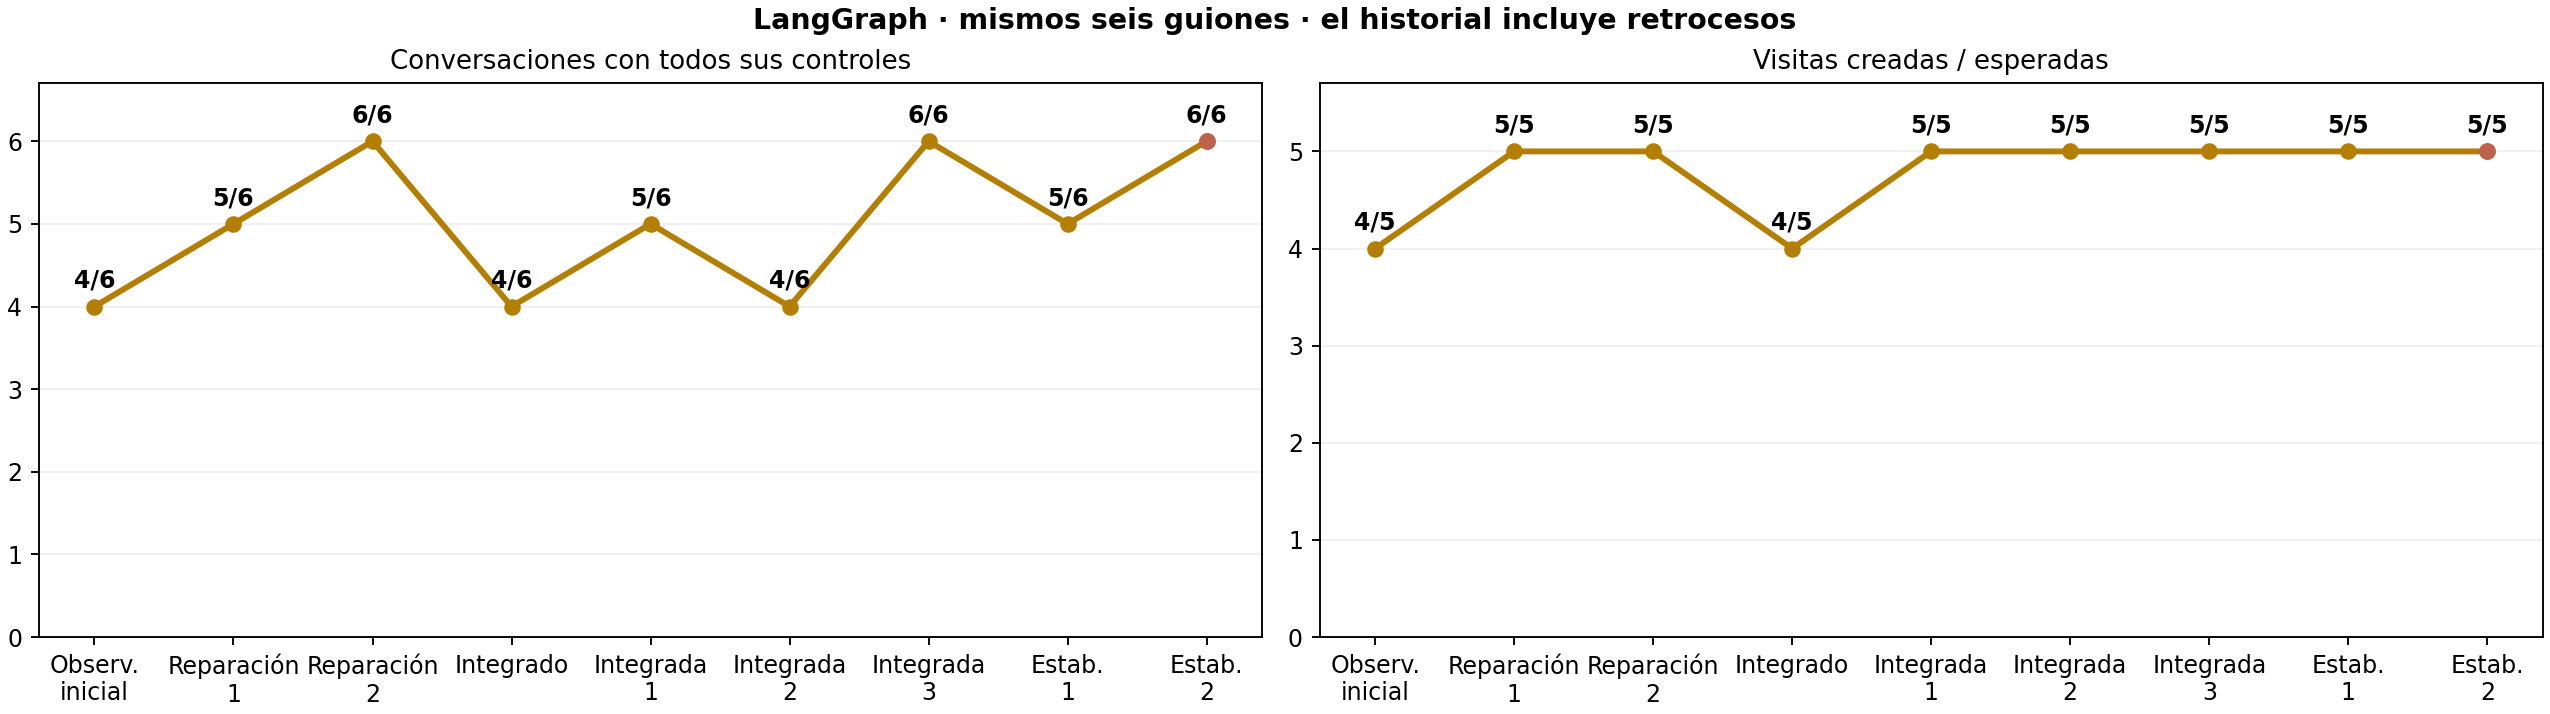 LangGraph · mismos seis guiones · el historial incluye retrocesos
Conversaciones con todos sus controles
6/6
6/6
6/6
5/6
5/6
5/6
4/6
4/6
4/6
6
5
4
3
2
1
0
Observ. inicial
Reparación 1
Reparación 2
Integrado
Integrada 1
Integrada 2
Integrada 3
Estab. 1
Estab. 2
Visitas creadas / esperadas
5/5
5/5
5/5
5/5
5/5
5/5
5/5
4/5
4/5
5
4
3
2
1
0
Observ. inicial
Reparación 1
Reparación 2
Integrado
Integrada 1
Integrada 2
Integrada 3
Estab. 1
Estab. 2